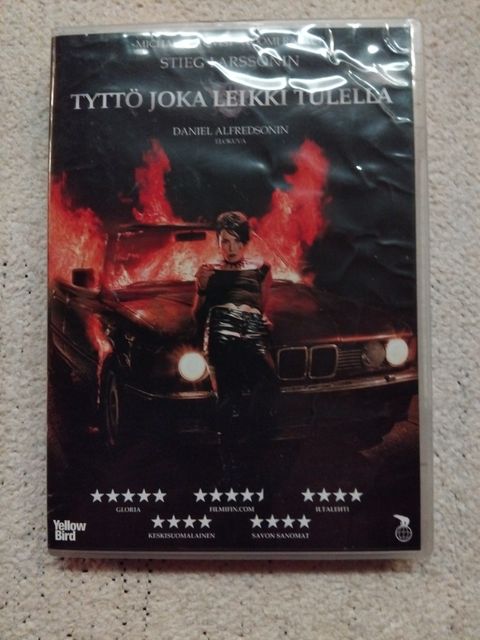 STIEG LARSSONIN
TYTTÖ JOKA LEIKKI TULELLA
DANIEL ALFREDSONIN
ELOKUVA
GLORIA
FILMIFIN.COM
ILTALEHTI
KESKISUOMALAINEN
SAVON SANOMAT
Yellow
Bird